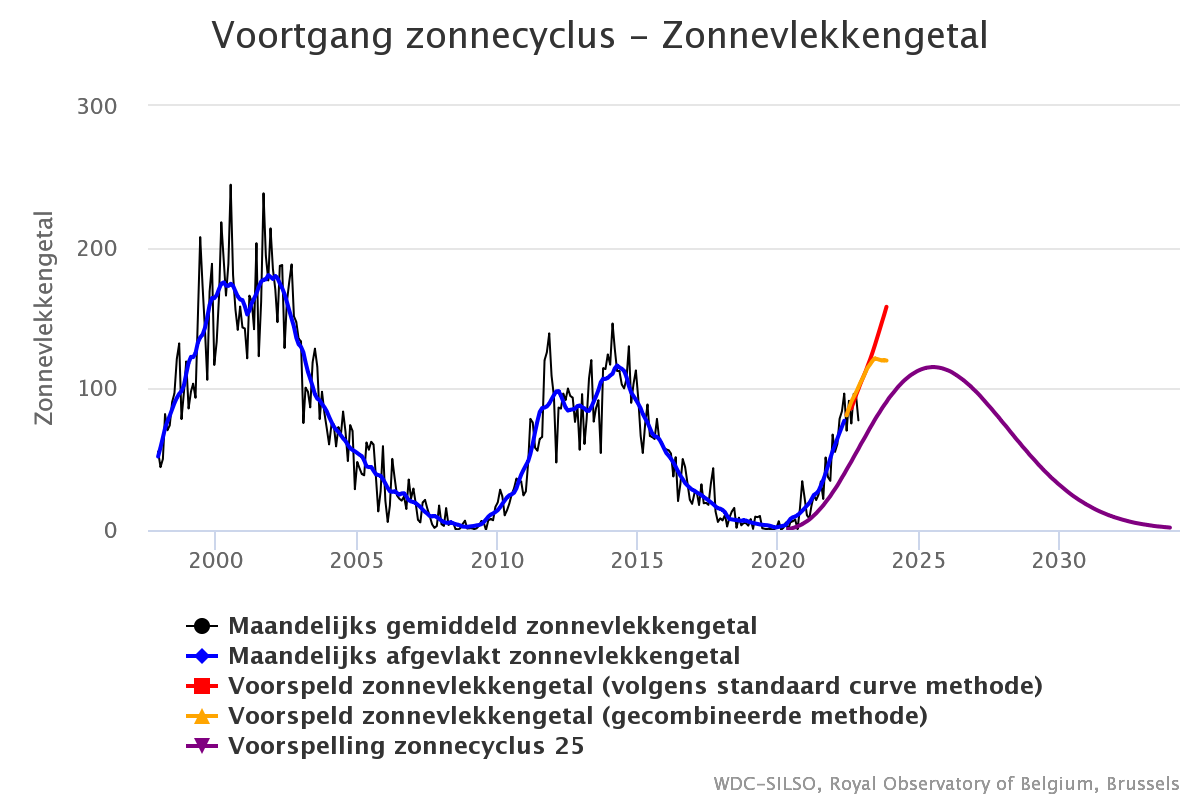 Voortgang zonnecyclus – Zonnevlekkengetal
300
200
100
0
Zonnevlekkengetal
2000 2005 2010 2015 2020 2025 2030
Maandelijks gemiddeld zonnevlekkengetal
Maandelijks afgevlakt zonnevlekkengetal
Voorspeld zonnevlekkengetal (volgens standaard curve methode)
Voorspeld zonnevlekkengetal (gecombineerde methode)
Voorspelling zonnecyclus 25
WDC–SILSO, Royal Observatory of Belgium, Brussels